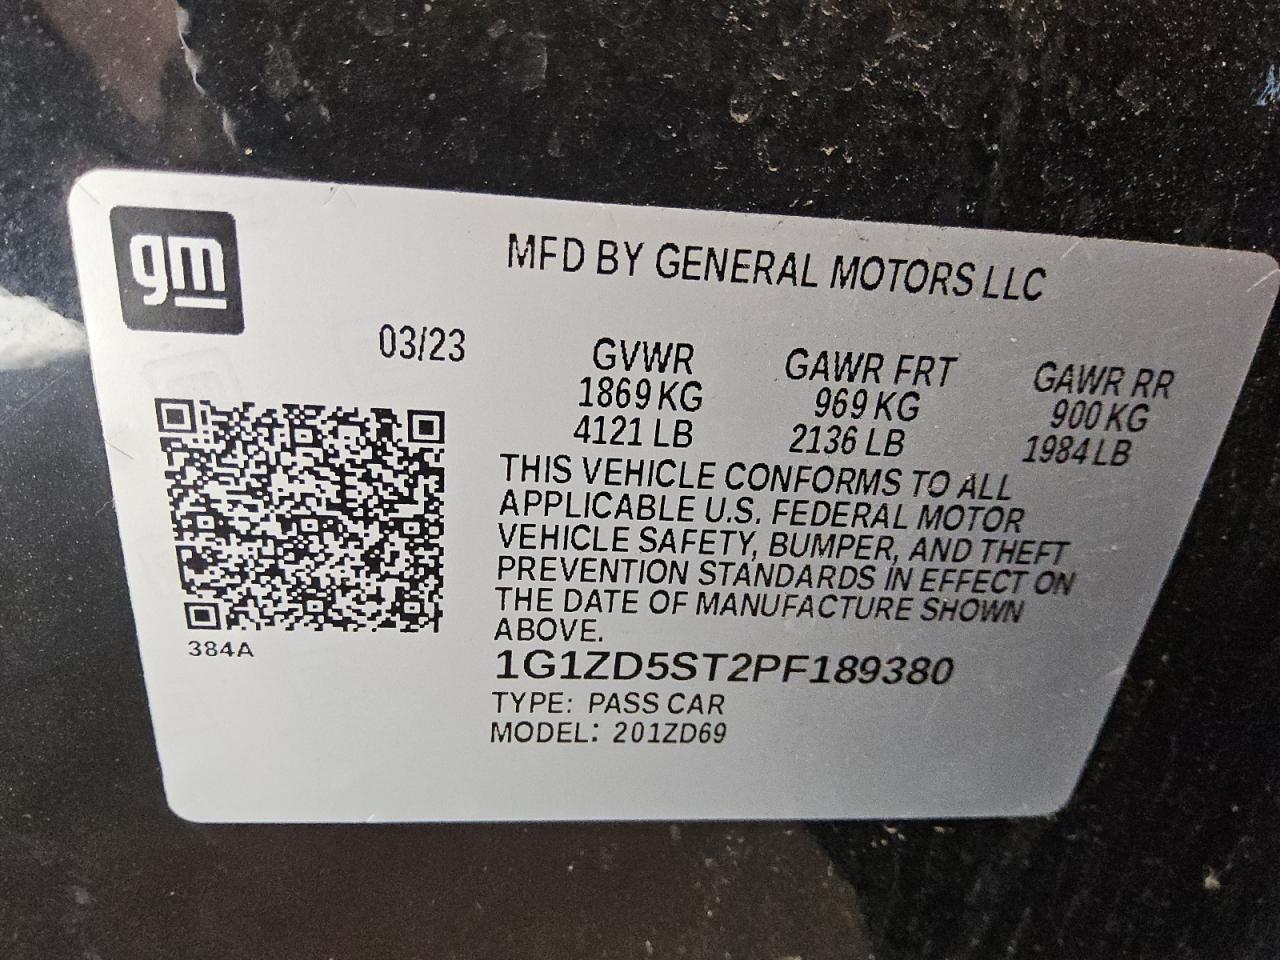 gm
MFD BY GENERAL MOTORS LLC
03/23
GVWR GAWR FRT GAWR RR
1869 KG 969 KG 900 KG
4121 LB 2136 LB 1984 LB
THIS VEHICLE CONFORMS TO ALL
APPLICABLE U.S. FEDERAL MOTOR
VEHICLE SAFETY, BUMPER, AND THEFT
PREVENTION STANDARDS IN EFFECT ON
THE DATE OF MANUFACTURE SHOWN
ABOVE.
384A
1G1ZD5ST2PF189380
TYPE: PASS CAR
MODEL: 201ZD69